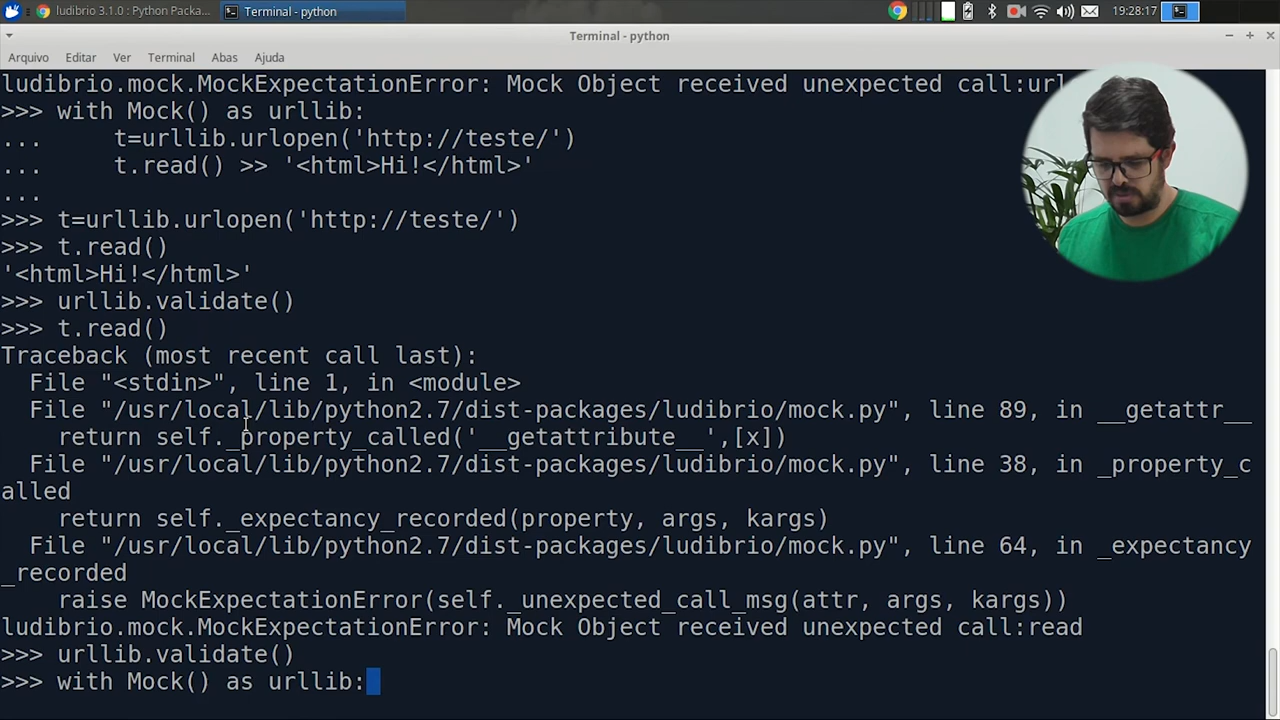 ludibrio 3.1.0 : Python Packa...
Terminal - python
19:28:17
Terminal - python
Arquivo Editar Ver Terminal Abas Ajuda
ludibrio.mock.MockExpectationError: Mock Object received unexpected call:url
>>> with Mock() as urllib:
...     t=urllib.urlopen('http://teste/')
...     t.read() >> '<html>Hi!</html>'
...
>>> t=urllib.urlopen('http://teste/')
>>> t.read()
'<html>Hi!</html>'
>>> urllib.validate()
>>> t.read()
Traceback (most recent call last):
  File "<stdin>", line 1, in <module>
  File "/usr/local/lib/python2.7/dist-packages/ludibrio/mock.py", line 89, in __getattr__
    return self._property_called('__getattribute__',[x])
  File "/usr/local/lib/python2.7/dist-packages/ludibrio/mock.py", line 38, in _property_c
alled
    return self._expectancy_recorded(property, args, kargs)
  File "/usr/local/lib/python2.7/dist-packages/ludibrio/mock.py", line 64, in _expectancy
_recorded
    raise MockExpectationError(self._unexpected_call_msg(attr, args, kargs))
ludibrio.mock.MockExpectationError: Mock Object received unexpected call:read
>>> urllib.validate()
>>> with Mock() as urllib: